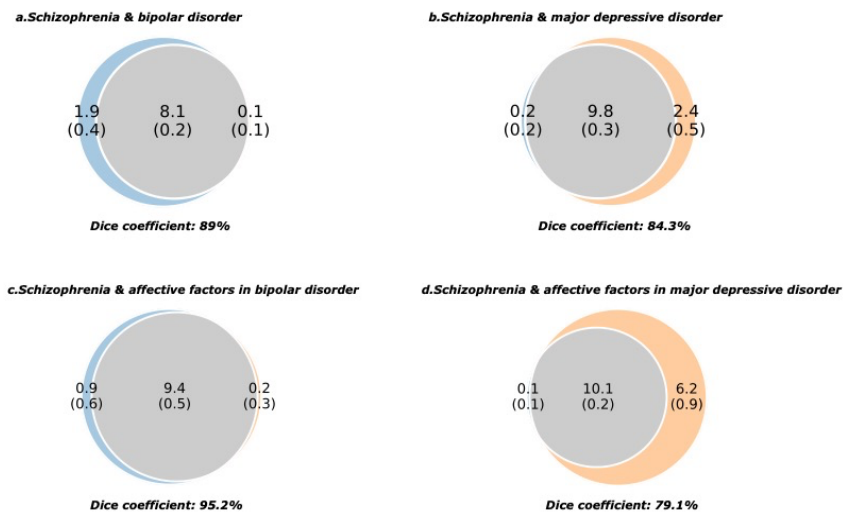 a.Schizophrenia & bipolar disorder
1.9 8.1 0.1
(0.4) (0.2) (0.1)
Dice coefficient: 89%
b.Schizophrenia & major depressive disorder
0.2 9.8 2.4
(0.2) (0.3) (0.5)
Dice coefficient: 84.3%
c.Schizophrenia & affective factors in bipolar disorder
0.9 9.4 0.2
(0.6) (0.5) (0.3)
Dice coefficient: 95.2%
d.Schizophrenia & affective factors in major depressive disorder
0.1 10.1 6.2
(0.1) (0.2) (0.9)
Dice coefficient: 79.1%